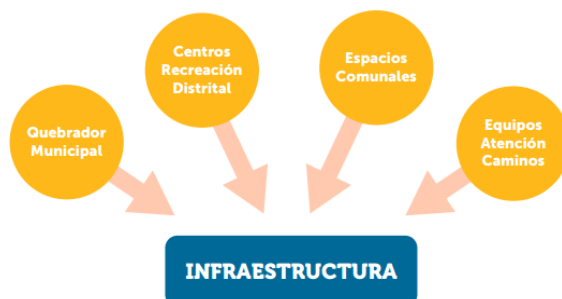 Quebrador
Municipal
Centros
Recreación
Distrital
Espacios
Comunales
Equipos
Atención
Caminos
INFRAESTRUCTURA